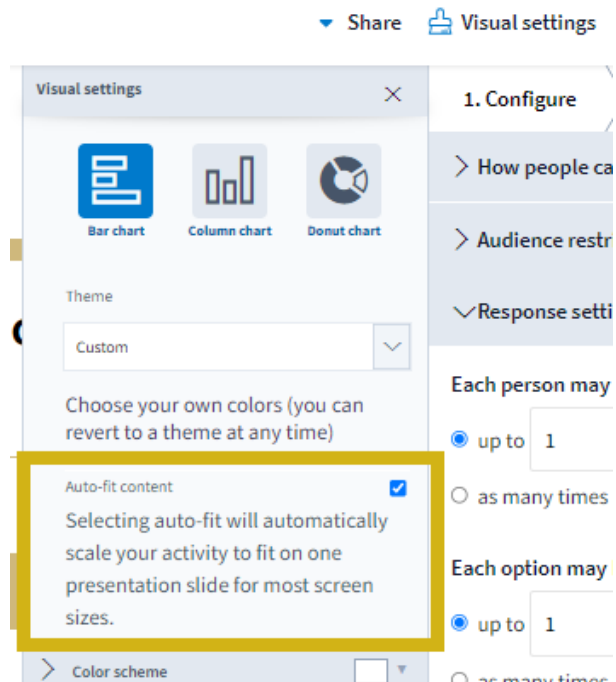 Share
Visual settings
Visual settings
1. Configure
Bar chart
Column chart
Donut chart
Theme
Custom
Choose your own colors (you can
revert to a theme at any time)
Auto-fit content
Selecting auto-fit will automatically
scale your activity to fit on one
presentation slide for most screen
sizes.
Color scheme
How people ca
Audience restr
Response setti
Each person may
up to 1
as many times
Each option may
up to 1
as many times